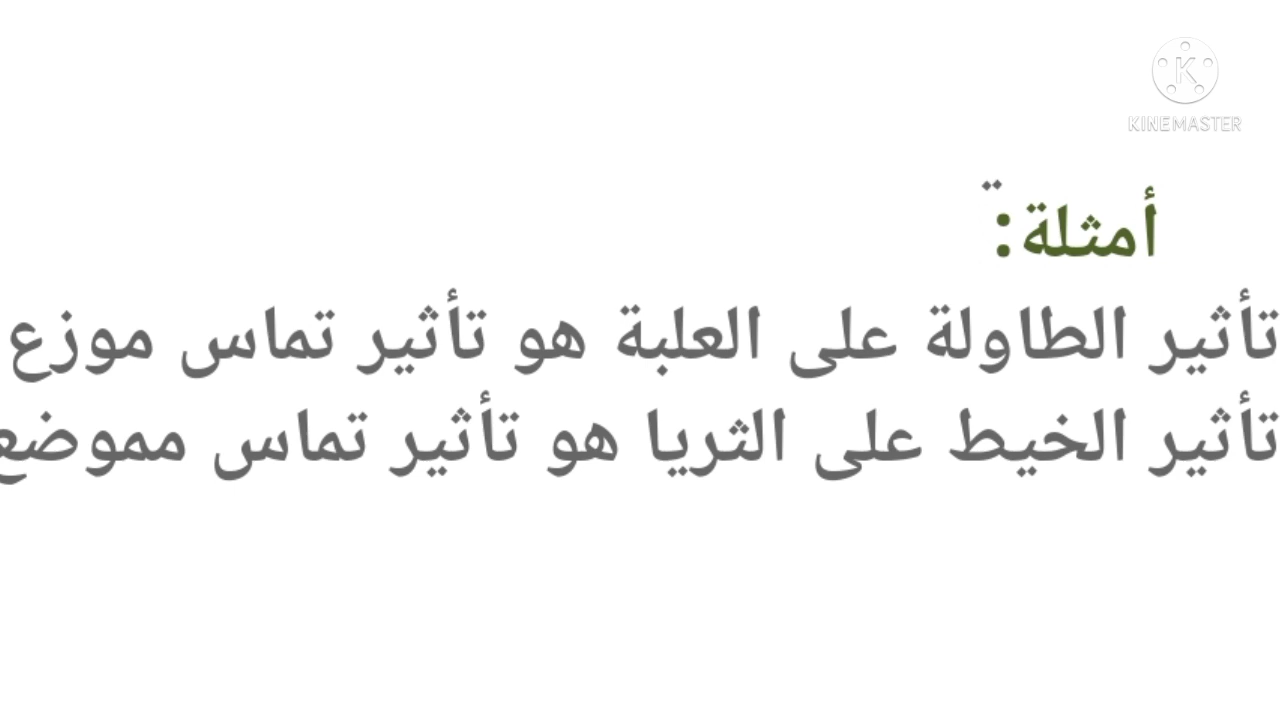 KINEMASTER
أمثلة:
تأثير الطاولة على العلبة هو تأثير تماس موزع
تأثير الخيط على الثريا هو تأثير تماس مموضع